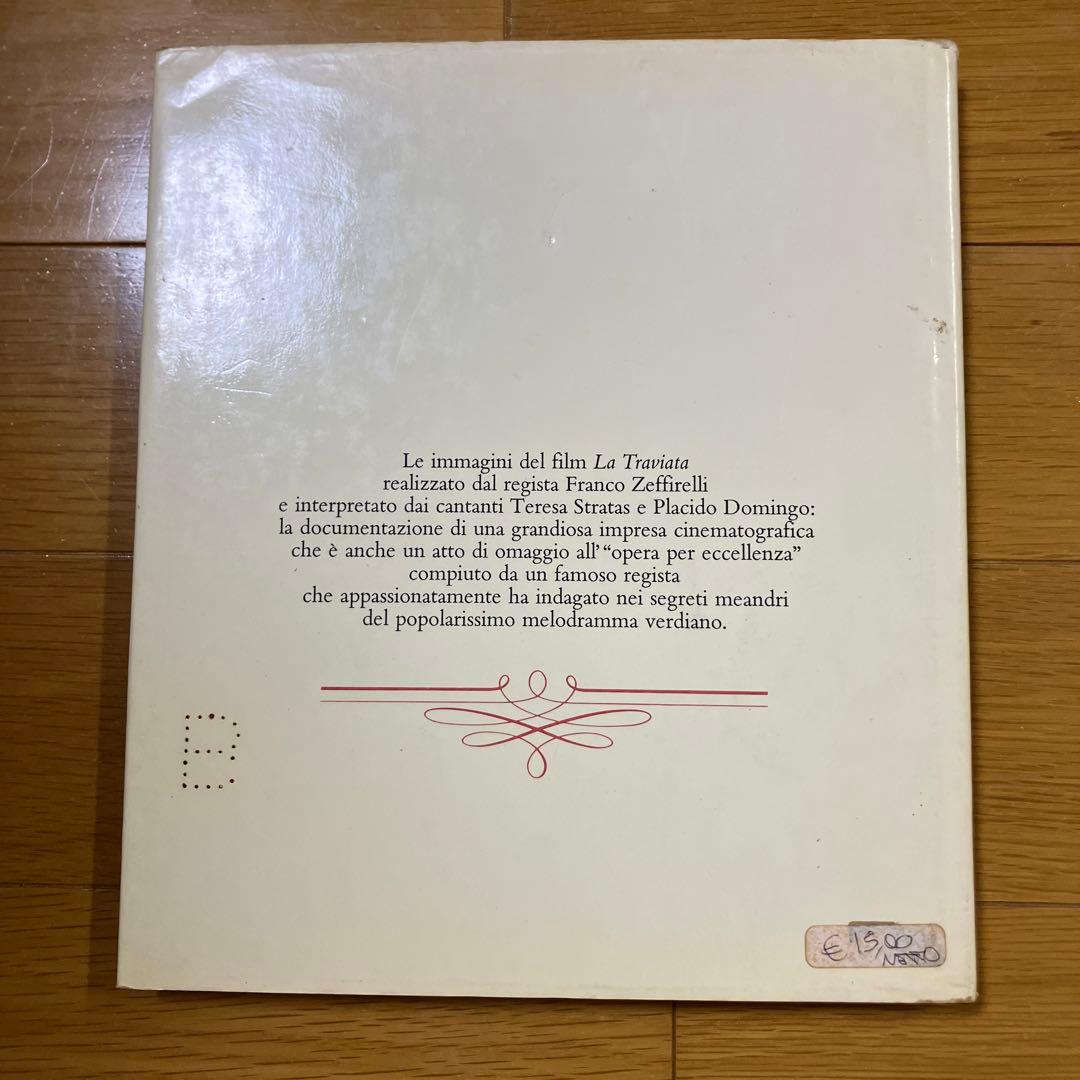 Le immagini del film La Traviata
realizzato dal regista Franco Zeffirelli
e interpretato dai cantanti Teresa Stratas e Placido Domingo:
la documentazione di una grandiosa impresa cinematografica
che è anche un atto di omaggio all'“opera per eccellenza”
compiuto da un famoso regista
che appassionatamente ha indagato nei segreti meandri
del popolarissimo melodramma verdiano.
B
€ 15,00
NETTO